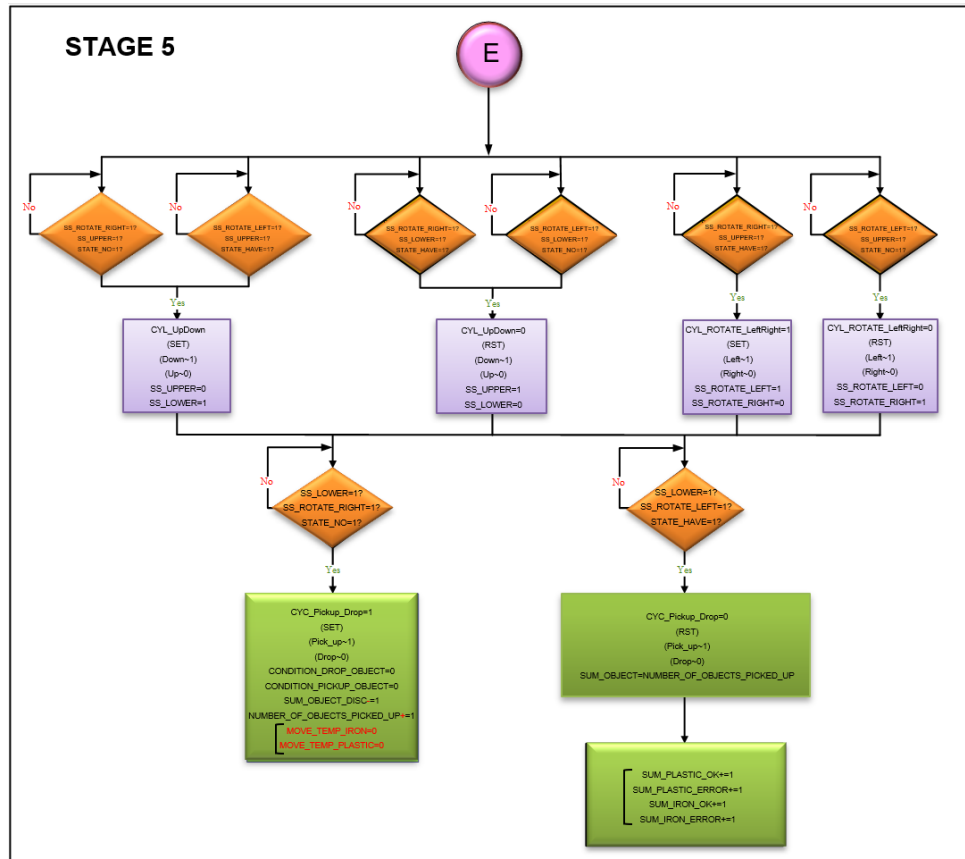 STAGE 5
E
No
SS_ROTATE_RIGHT=1?
SS_UPPER=1?
STATE_NO=1?
No
SS_ROTATE_LEFT=1?
SS_UPPER=1?
STATE_HAVE=1?
No
SS_ROTATE_RIGHT=1?
SS_LOWER=1?
STATE_HAVE=1?
No
SS_ROTATE_LEFT=1?
SS_LOWER=1?
STATE_NO=1?
No
SS_ROTATE_RIGHT=1?
SS_UPPER=1?
STATE_HAVE=1?
No
SS_ROTATE_LEFT=1?
SS_UPPER=1?
STATE_NO=1?
Yes
Yes
Yes
Yes
CYL_UpDown
(SET)
(Down~1)
(Up~0)
SS_UPPER=0
SS_LOWER=1
CYL_UpDown=0
(RST)
(Down~1)
(Up~0)
SS_UPPER=1
SS_LOWER=0
CYL_ROTATE_LeftRight=1
(SET)
(Left~1)
(Right~0)
SS_ROTATE_LEFT=1
SS_ROTATE_RIGHT=0
CYL_ROTATE_LeftRight=0
(RST)
(Left~1)
(Right~0)
SS_ROTATE_LEFT=0
SS_ROTATE_RIGHT=1
No
SS_LOWER=1?
SS_ROTATE_RIGHT=1?
STATE_NO=1?
No
SS_LOWER=1?
SS_ROTATE_LEFT=1?
STATE_HAVE=1?
Yes
Yes
CYC_Pickup_Drop=1
(SET)
(Pick_up~1)
(Drop~0)
CONDITION_DROP_OBJECT=0
CONDITION_PICKUP_OBJECT=0
SUM_OBJECT_DISC-=1
NUMBER_OF_OBJECTS_PICKED_UP+=1
MOVE_TEMP_IRON=0
MOVE_TEMP_PLASTIC=0
CYC_Pickup_Drop=0
(RST)
(Pick_up~1)
(Drop~0)
SUM_OBJECT=NUMBER_OF_OBJECTS_PICKED_UP
SUM_PLASTIC_OK+=1
SUM_PLASTIC_ERROR+=1
SUM_IRON_OK+=1
SUM_IRON_ERROR+=1